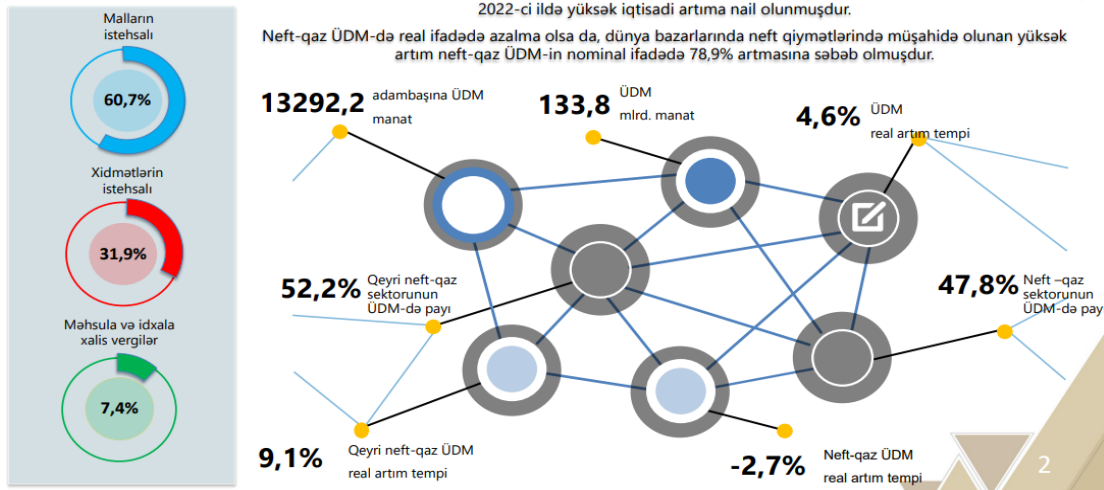 Malların
istehsalı
60,7%
Xidmətlərin
istehsalı
31,9%
Məhsula və idxala
xalis vergilər
7,4%
2022-ci ildə yüksək iqtisadi artıma nail olunmuşdur.
Neft-qaz ÜDM-də real ifadədə azalma olsa da, dünya bazarlarında neft qiymətlərində müşahidə olunan yüksək
artım neft-qaz ÜDM-in nominal ifadədə 78,9% artmasına səbəb olmuşdur.
13292,2 adambaşına ÜDM
manat
133,8 ÜDM
mlrd. manat
4,6% ÜDM
real artım tempi
52,2% Qeyri neft-qaz
sektorunun
ÜDM-də payı
47,8% Neft –qaz
sektorunun
ÜDM-də pay
9,1% Qeyri neft-qaz ÜDM
real artım tempi
-2,7% Neft-qaz ÜDM
real artım tempi
2